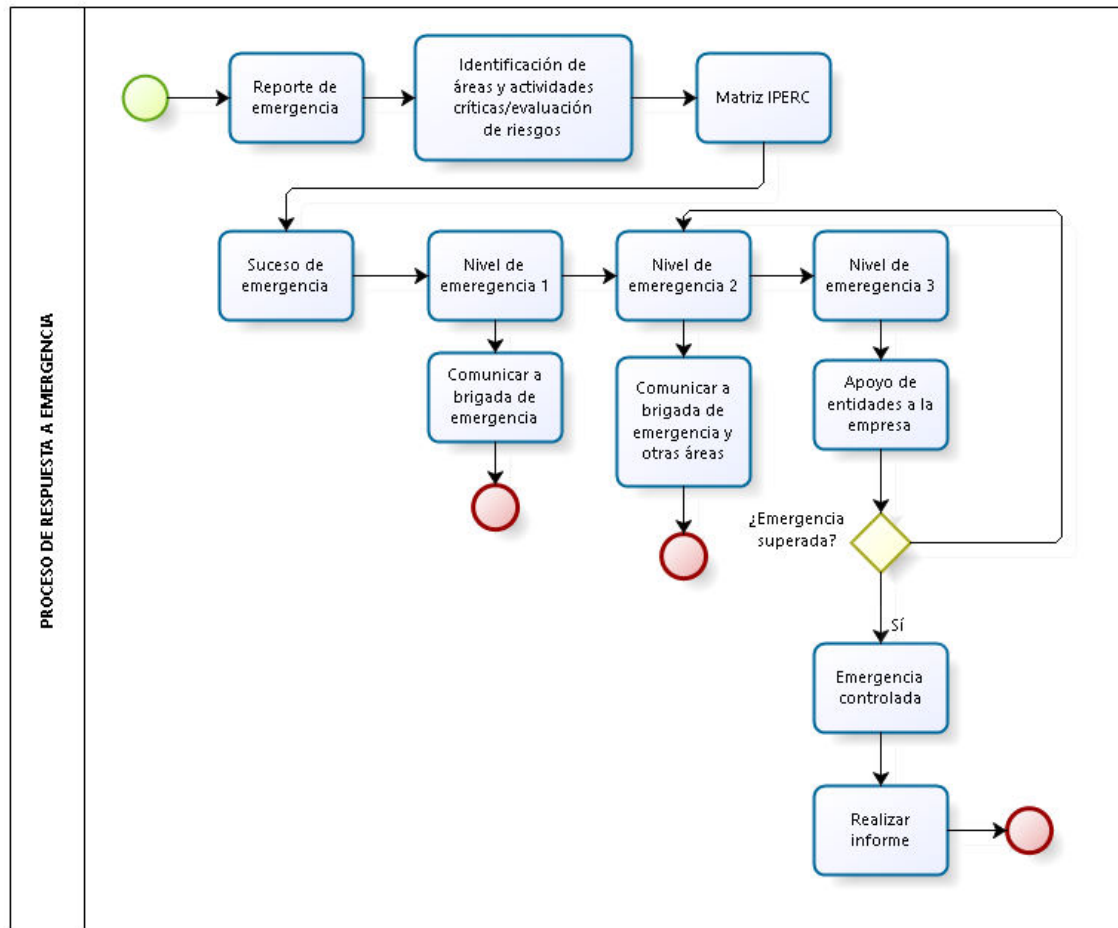 PROCESO DE RESPUESTA A EMERGENCIA
Reporte de
emergencia
Identificación de
áreas y actividades
críticas/evaluación
de riesgos
Matriz IPERC
Suceso de
emergencia
Nivel de
emeregencia 1
Nivel de
emeregencia 2
Nivel de
emeregencia 3
Comunicar a
brigada de
emergencia
Comunicar a
brigada de
emergencia y
otras áreas
Apoyo de
entidades a la
empresa
¿Emergencia
superada?
Sí
Emergencia
controlada
Realizar
informe